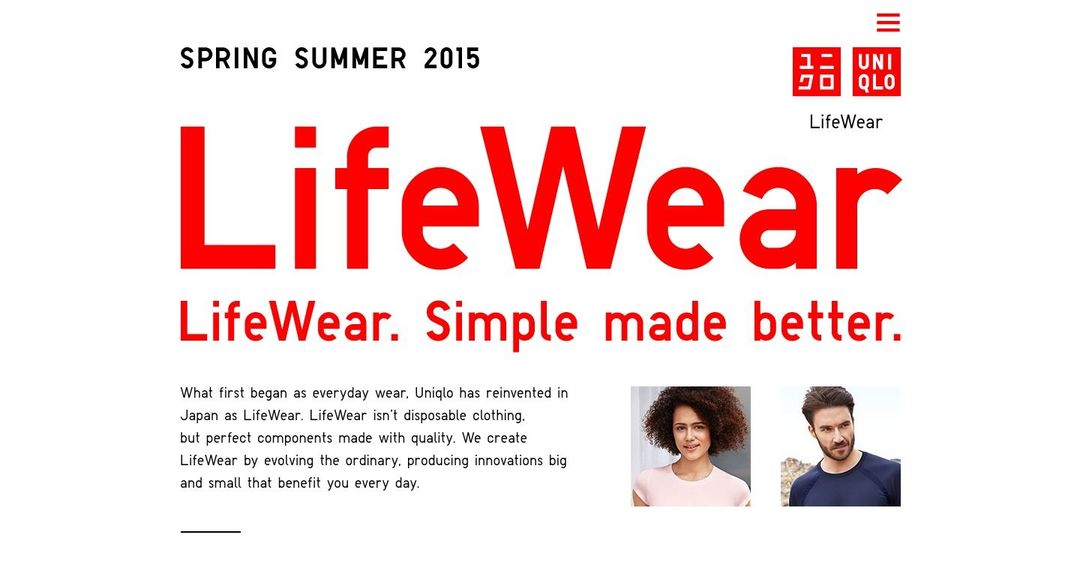 SPRING SUMMER 2015
ユニ
クロ
UNI
QLO
LifeWear
LifeWear
LifeWear. Simple made better.
What first began as everyday wear, Uniqlo has reinvented in
Japan as LifeWear. LifeWear isn't disposable clothing,
but perfect components made with quality. We create
LifeWear by evolving the ordinary, producing innovations big
and small that benefit you every day.